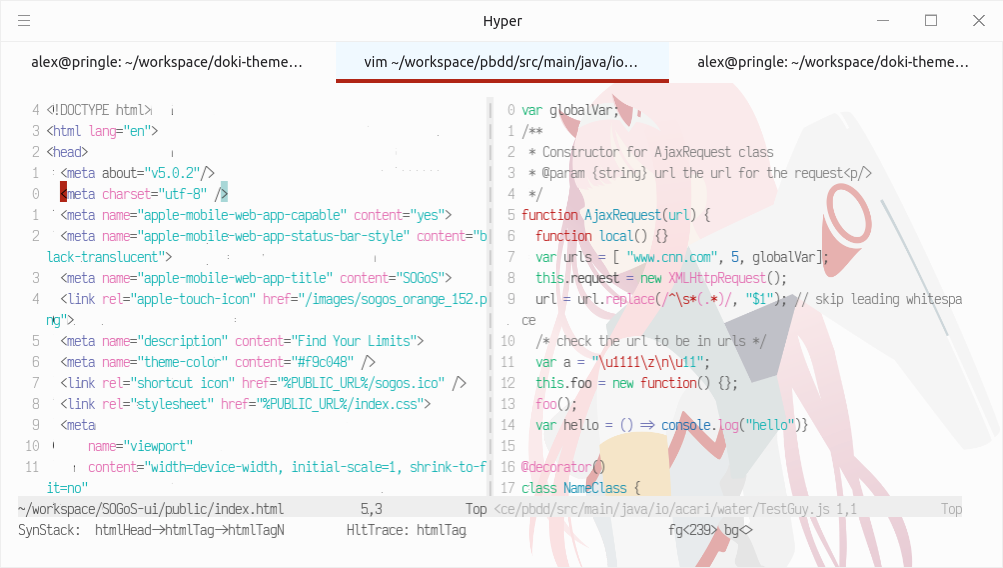 Hyper
alex@pringle: ~/workspace/doki-theme…
vim ~/workspace/pbdd/src/main/java/io…
alex@pringle: ~/workspace/doki-theme…
4 <!DOCTYPE html>
3 <html lang="en">
2 <head>
1 <meta about="v5.0.2"/>
0 <meta charset="utf-8" />
1 <meta name="apple-mobile-web-app-capable" content="yes">
2 <meta name="apple-mobile-web-app-status-bar-style" content="b
lack-translucent">
3 <meta name="apple-mobile-web-app-title" content="SOGoS">
4 <link rel="apple-touch-icon" href="/images/sogos_orange_152.p
ng">
5 <meta name="description" content="Find Your Limits">
6 <meta name="theme-color" content="#f9c048" />
7 <link rel="shortcut icon" href="%PUBLIC_URL%/sogos.ico" />
8 <link rel="stylesheet" href="%PUBLIC_URL%/index.css">
9 <meta
10 name="viewport"
11 content="width=device-width, initial-scale=1, shrink-to-f
it=no"
~/workspace/SOGoS-ui/public/index.html 5,3 Top
0 var globalVar;
1 /**
2 * Constructor for AjaxRequest class
3 * @param {string} url the url for the request<p/>
4 */
5 function AjaxRequest(url) {
6 function local() {}
7 var urls = [ "www.cnn.com", 5, globalVar];
8 this.request = new XMLHttpRequest();
9 url = url.replace(/^\s*(.*)/, "$1"); // skip leading whitespa
ce
10 /* check the url to be in urls */
11 var a = "\u1111\z\n\u11";
12 this.foo = new function() {};
13 foo();
14 var hello = () => console.log("hello")}
15
16 @decorator()
17 class NameClass {
<ce/pbdd/src/main/java/io/acari/water/TestGuy.js 1,1 Top
SynStack: htmlHead->htmlTag->htmlTagN HltTrace: htmlTag fg<239> bg<>